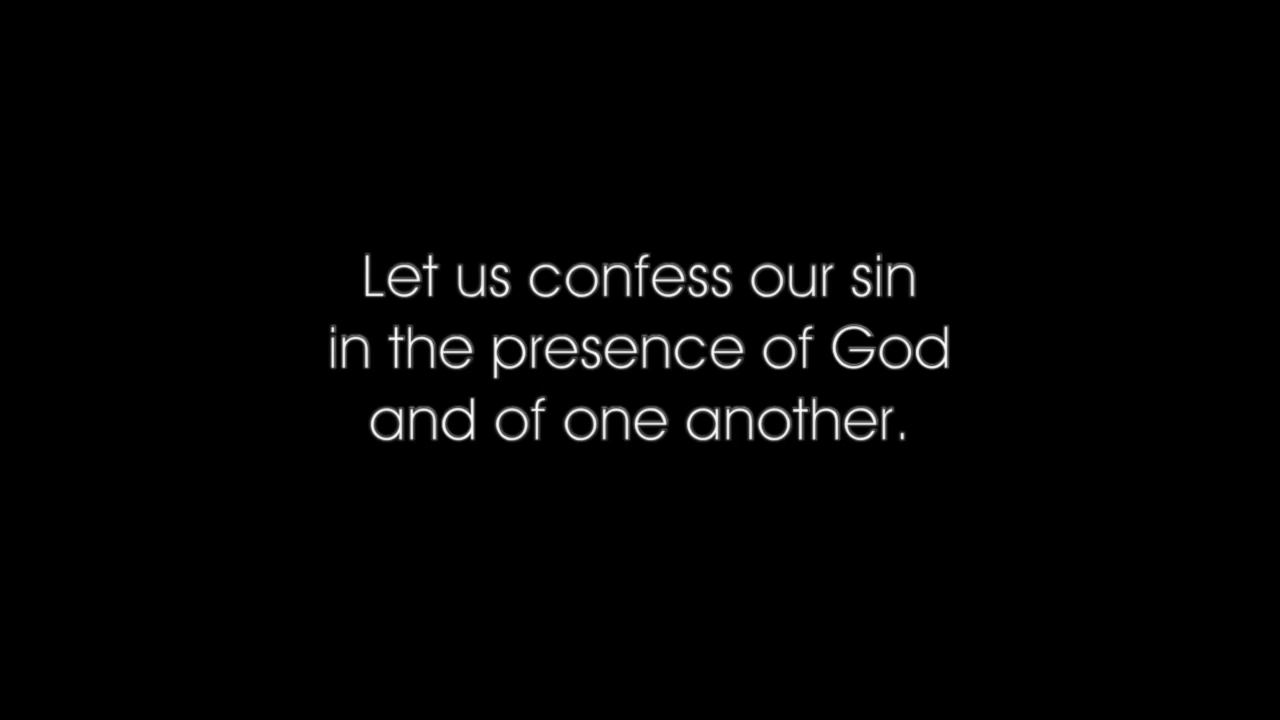 Let us confess our sin
in the presence of God
and of one another.